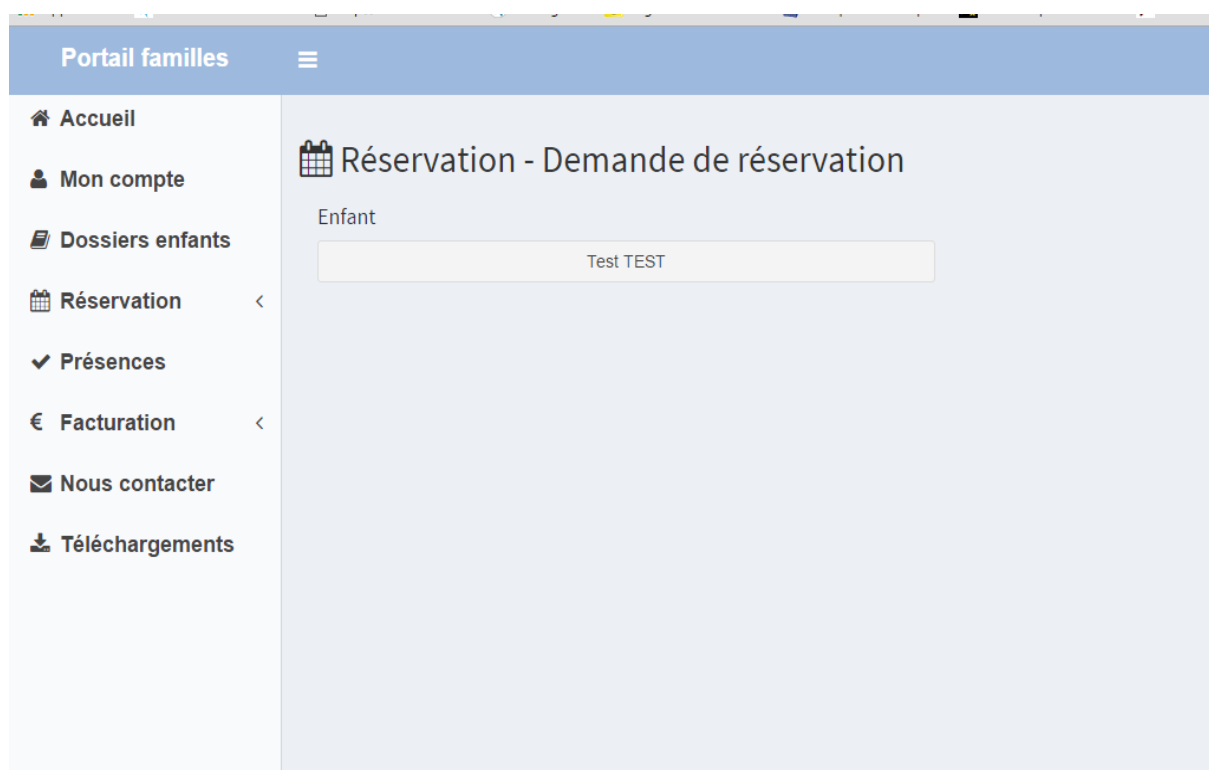 Portail familles
Accueil
Mon compte
Dossiers enfants
Réservation
Présences
€ Facturation
Nous contacter
Téléchargements
Réservation - Demande de réservation
Enfant
Test TEST